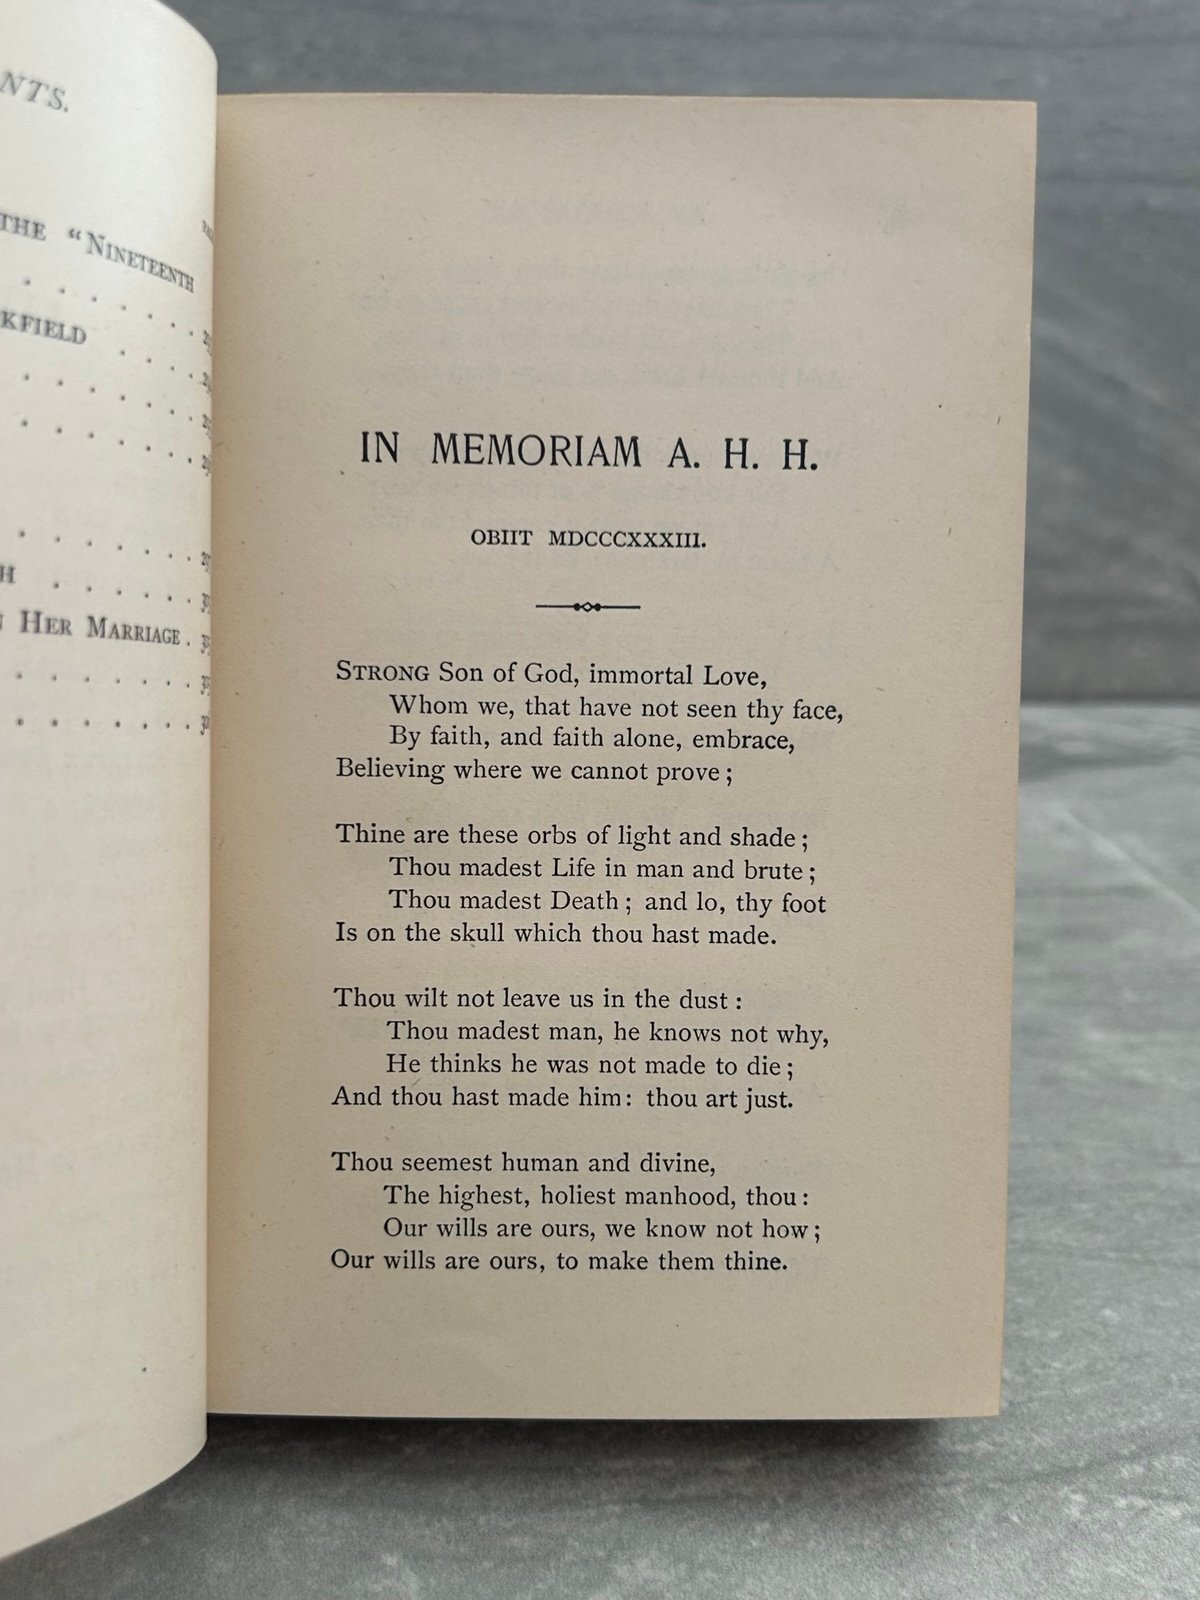 NTS.
THE "NINETEENTH
KFIELD
H
HER MARRIAGE .
IN MEMORIAM A. H. H.
OBIIT MDCCCXXXIII.
STRONG Son of God, immortal Love,
Whom we, that have not seen thy face,
By faith, and faith alone, embrace,
Believing where we cannot prove;
Thine are these orbs of light and shade;
Thou madest Life in man and brute;
Thou madest Death; and lo, thy foot
Is on the skull which thou hast made.
Thou wilt not leave us in the dust:
Thou madest man, he knows not why,
He thinks he was not made to die;
And thou hast made him: thou art just.
Thou seemest human and divine,
The highest, holiest manhood, thou:
Our wills are ours, we know not how;
Our wills are ours, to make them thine.